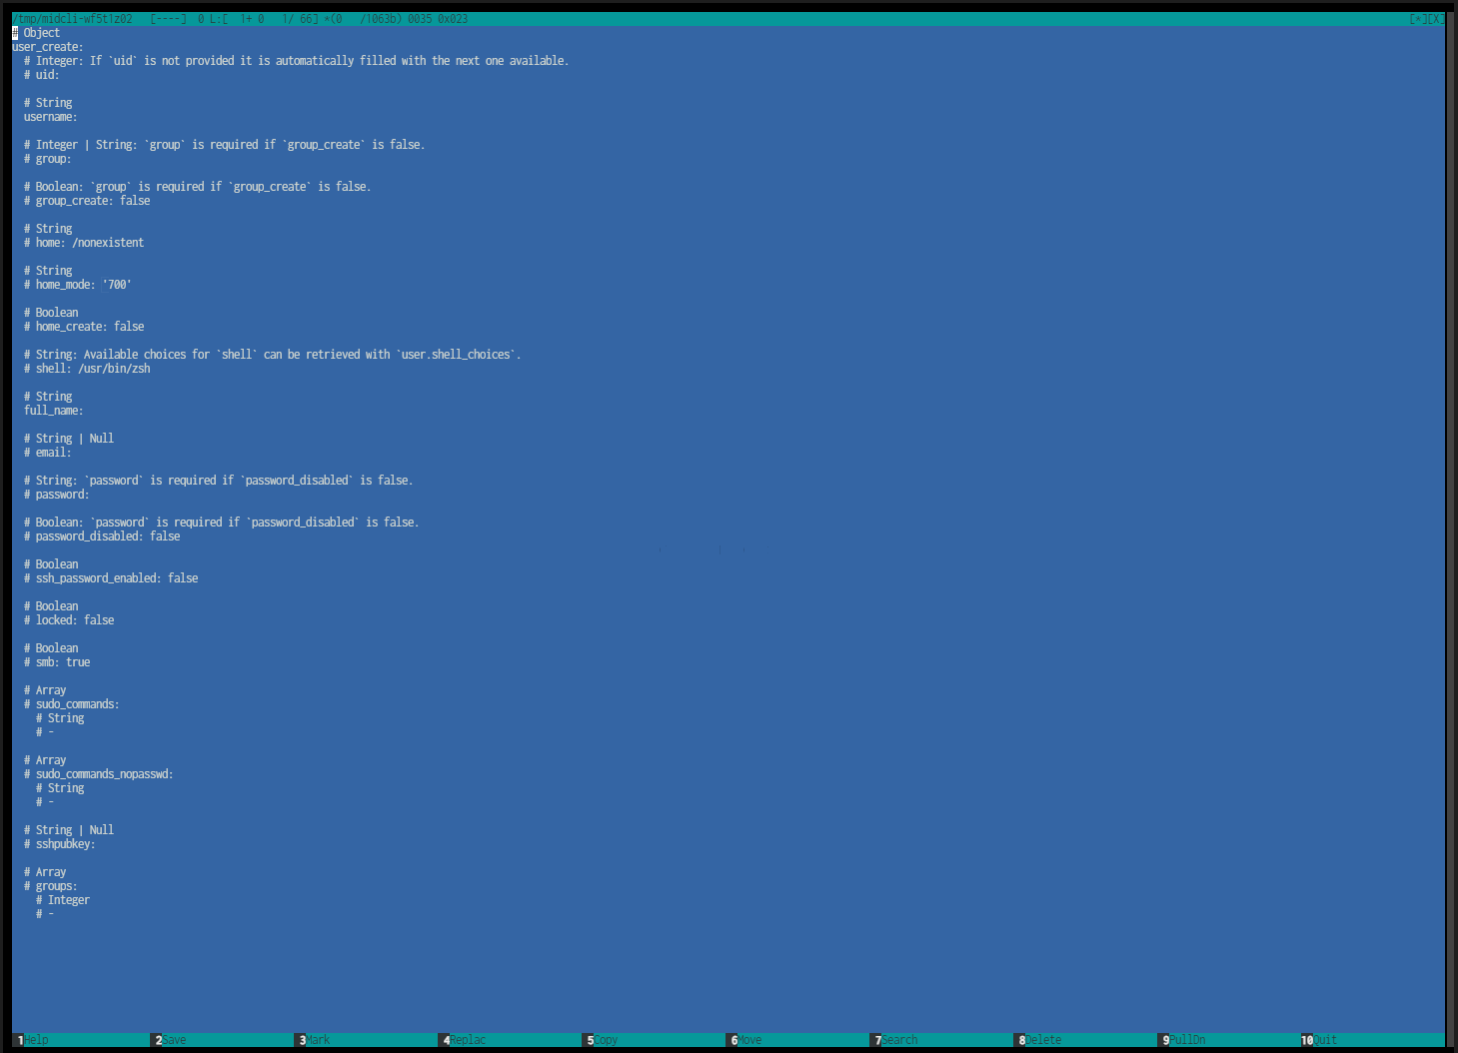 /tmp/midcli-wf5t1z02   [----]  0 L:[  1+ 0   1/ 66] *(0   /1063b) 0035 0x023   [*][X]
# Object
user_create:
  # Integer: If `uid` is not provided it is automatically filled with the next one available.
  # uid:

  # String
  username:

  # Integer | String: `group` is required if `group_create` is false.
  # group:

  # Boolean: `group` is required if `group_create` is false.
  # group_create: false

  # String
  # home: /nonexistent

  # String
  # home_mode: '700'

  # Boolean
  # home_create: false

  # String: Available choices for `shell` can be retrieved with `user.shell_choices`.
  # shell: /usr/bin/zsh

  # String
  full_name:

  # String | Null
  # email:

  # String: `password` is required if `password_disabled` is false.
  # password:

  # Boolean: `password` is required if `password_disabled` is false.
  # password_disabled: false

  # Boolean
  # ssh_password_enabled: false

  # Boolean
  # locked: false

  # Boolean
  # smb: true

  # Array
  # sudo_commands:
    # String
    # -

  # Array
  # sudo_commands_nopasswd:
    # String
    # -

  # String | Null
  # sshpubkey:

  # Array
  # groups:
    # Integer
    # -

1Help 2Save 3Mark 4Replac 5Copy 6Move 7Search 8Delete 9PullDn 10Quit